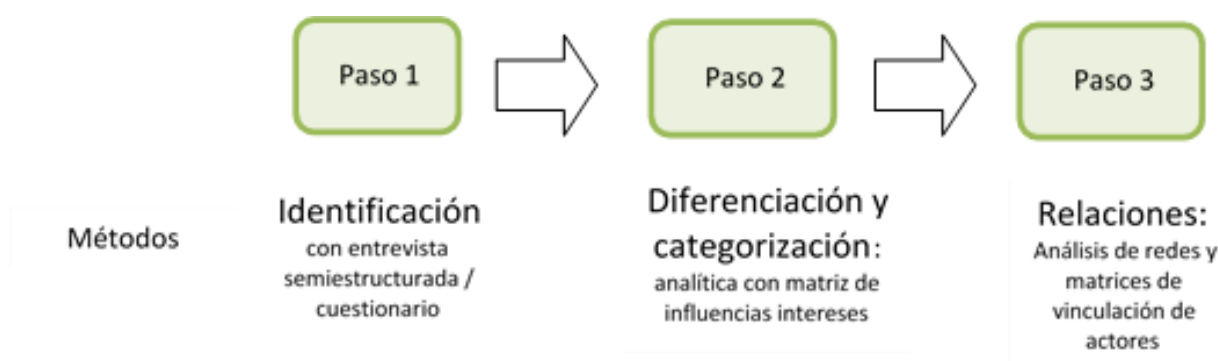 Paso 1
Paso 2
Paso 3
Métodos
Identificación
con entrevista
semiestructurada /
cuestionario
Diferenciación y
categorización:
analítica con matriz de
influencias intereses
Relaciones:
Análisis de redes y
matrices de
vinculación de
actores